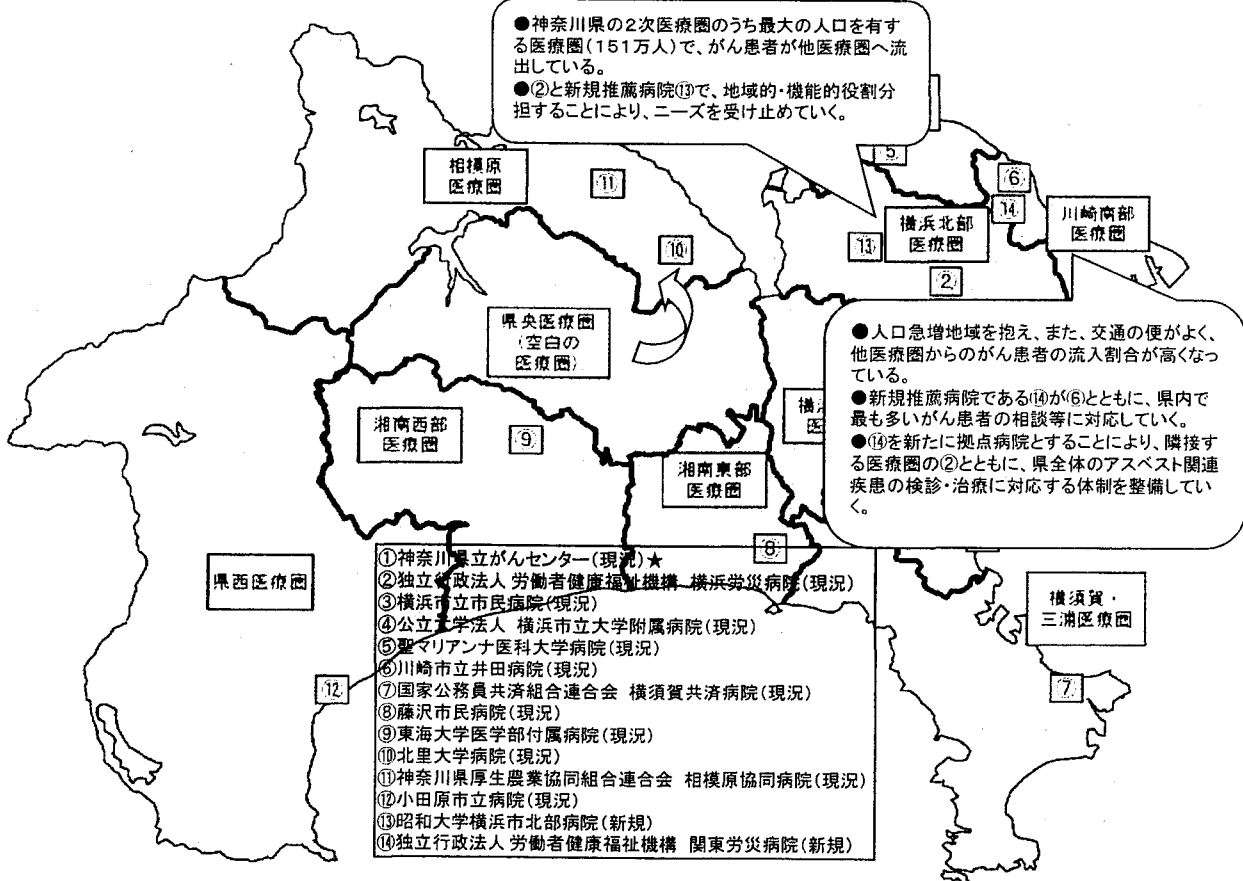 ●神奈川県の2次医療圏のうち最大の人口を有す
る医療圏(151万人)で、がん患者が他医療圏へ流
出している。
●②と新規推薦病院⑬で、地域的・機能的役割分
担することにより、ニーズを受け止めていく。
相模原
医療圏
⑪
5
⑥
⑭
横浜北部
医療圏
川崎南部
医療圏
⑩
⑬
②
県央医療圏
(空白の
医療圏)
●人口急増地域を抱え、また、交通の便がよく、
他医療圏からのがん患者の流入割合が高くなっ
ている。
●新規推薦病院である⑭が⑥とともに、県内で
最も多いがん患者の相談等に対応していく。
●⑭を新たに拠点病院とすることにより、隣接す
る医療圏の②とともに、県全体のアスベスト関連
疾患の検診・治療に対応する体制を整備してい
く。
湘南西部
医療圏
⑨
湘南東部
医療圏
横
医
⑧
県西医療圏
横須賀・
三浦医療圏
⑫
⑦
①神奈川県立がんセンター(現況)★
②独立行政法人 労働者健康福祉機構 横浜労災病院(現況)
③横浜市立市民病院(現況)
④公立大学法人 横浜市立大学附属病院(現況)
⑤聖マリアンナ医科大学病院(現況)
⑥川崎市立井田病院(現況)
⑦国家公務員共済組合連合会 横須賀共済病院(現況)
⑧藤沢市民病院(現況)
⑨東海大学医学部付属病院(現況)
⑩北里大学病院(現況)
⑪神奈川県厚生農業協同組合連合会 相模原協同病院(現況)
⑫小田原市立病院(現況)
⑬昭和大学横浜市北部病院(新規)
⑭独立行政法人 労働者健康福祉機構 関東労災病院(新規)